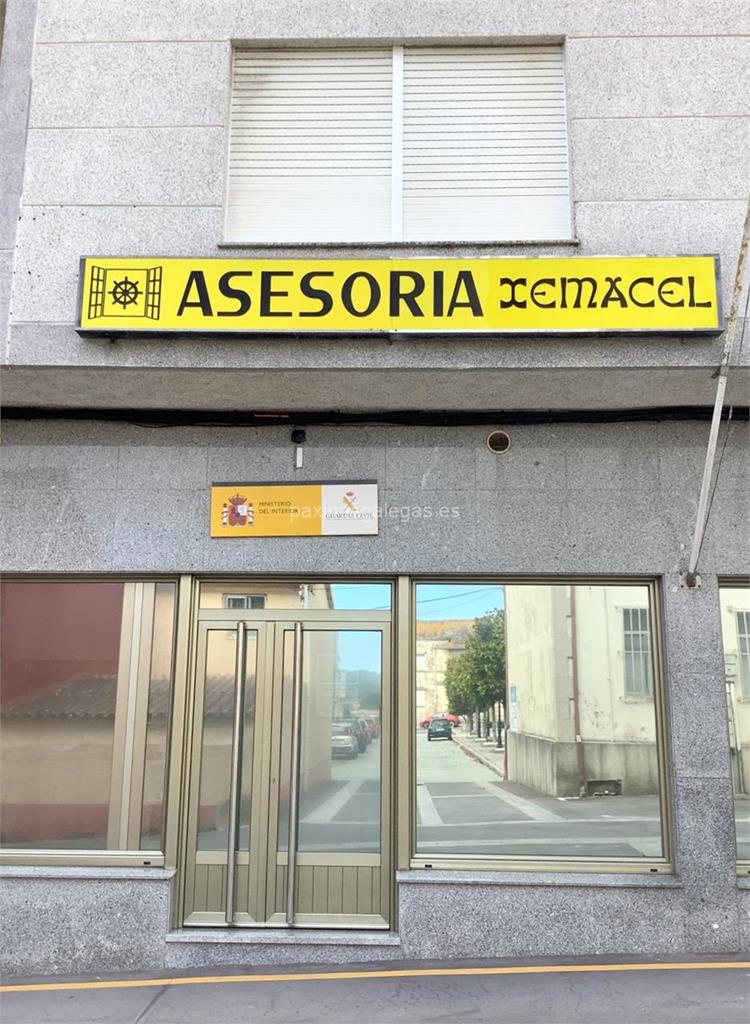 ASESORIA XEMACEL
MINISTERIO
DEL INTERIOR
GUARDIA CIVIL
paxinasgalegas.es